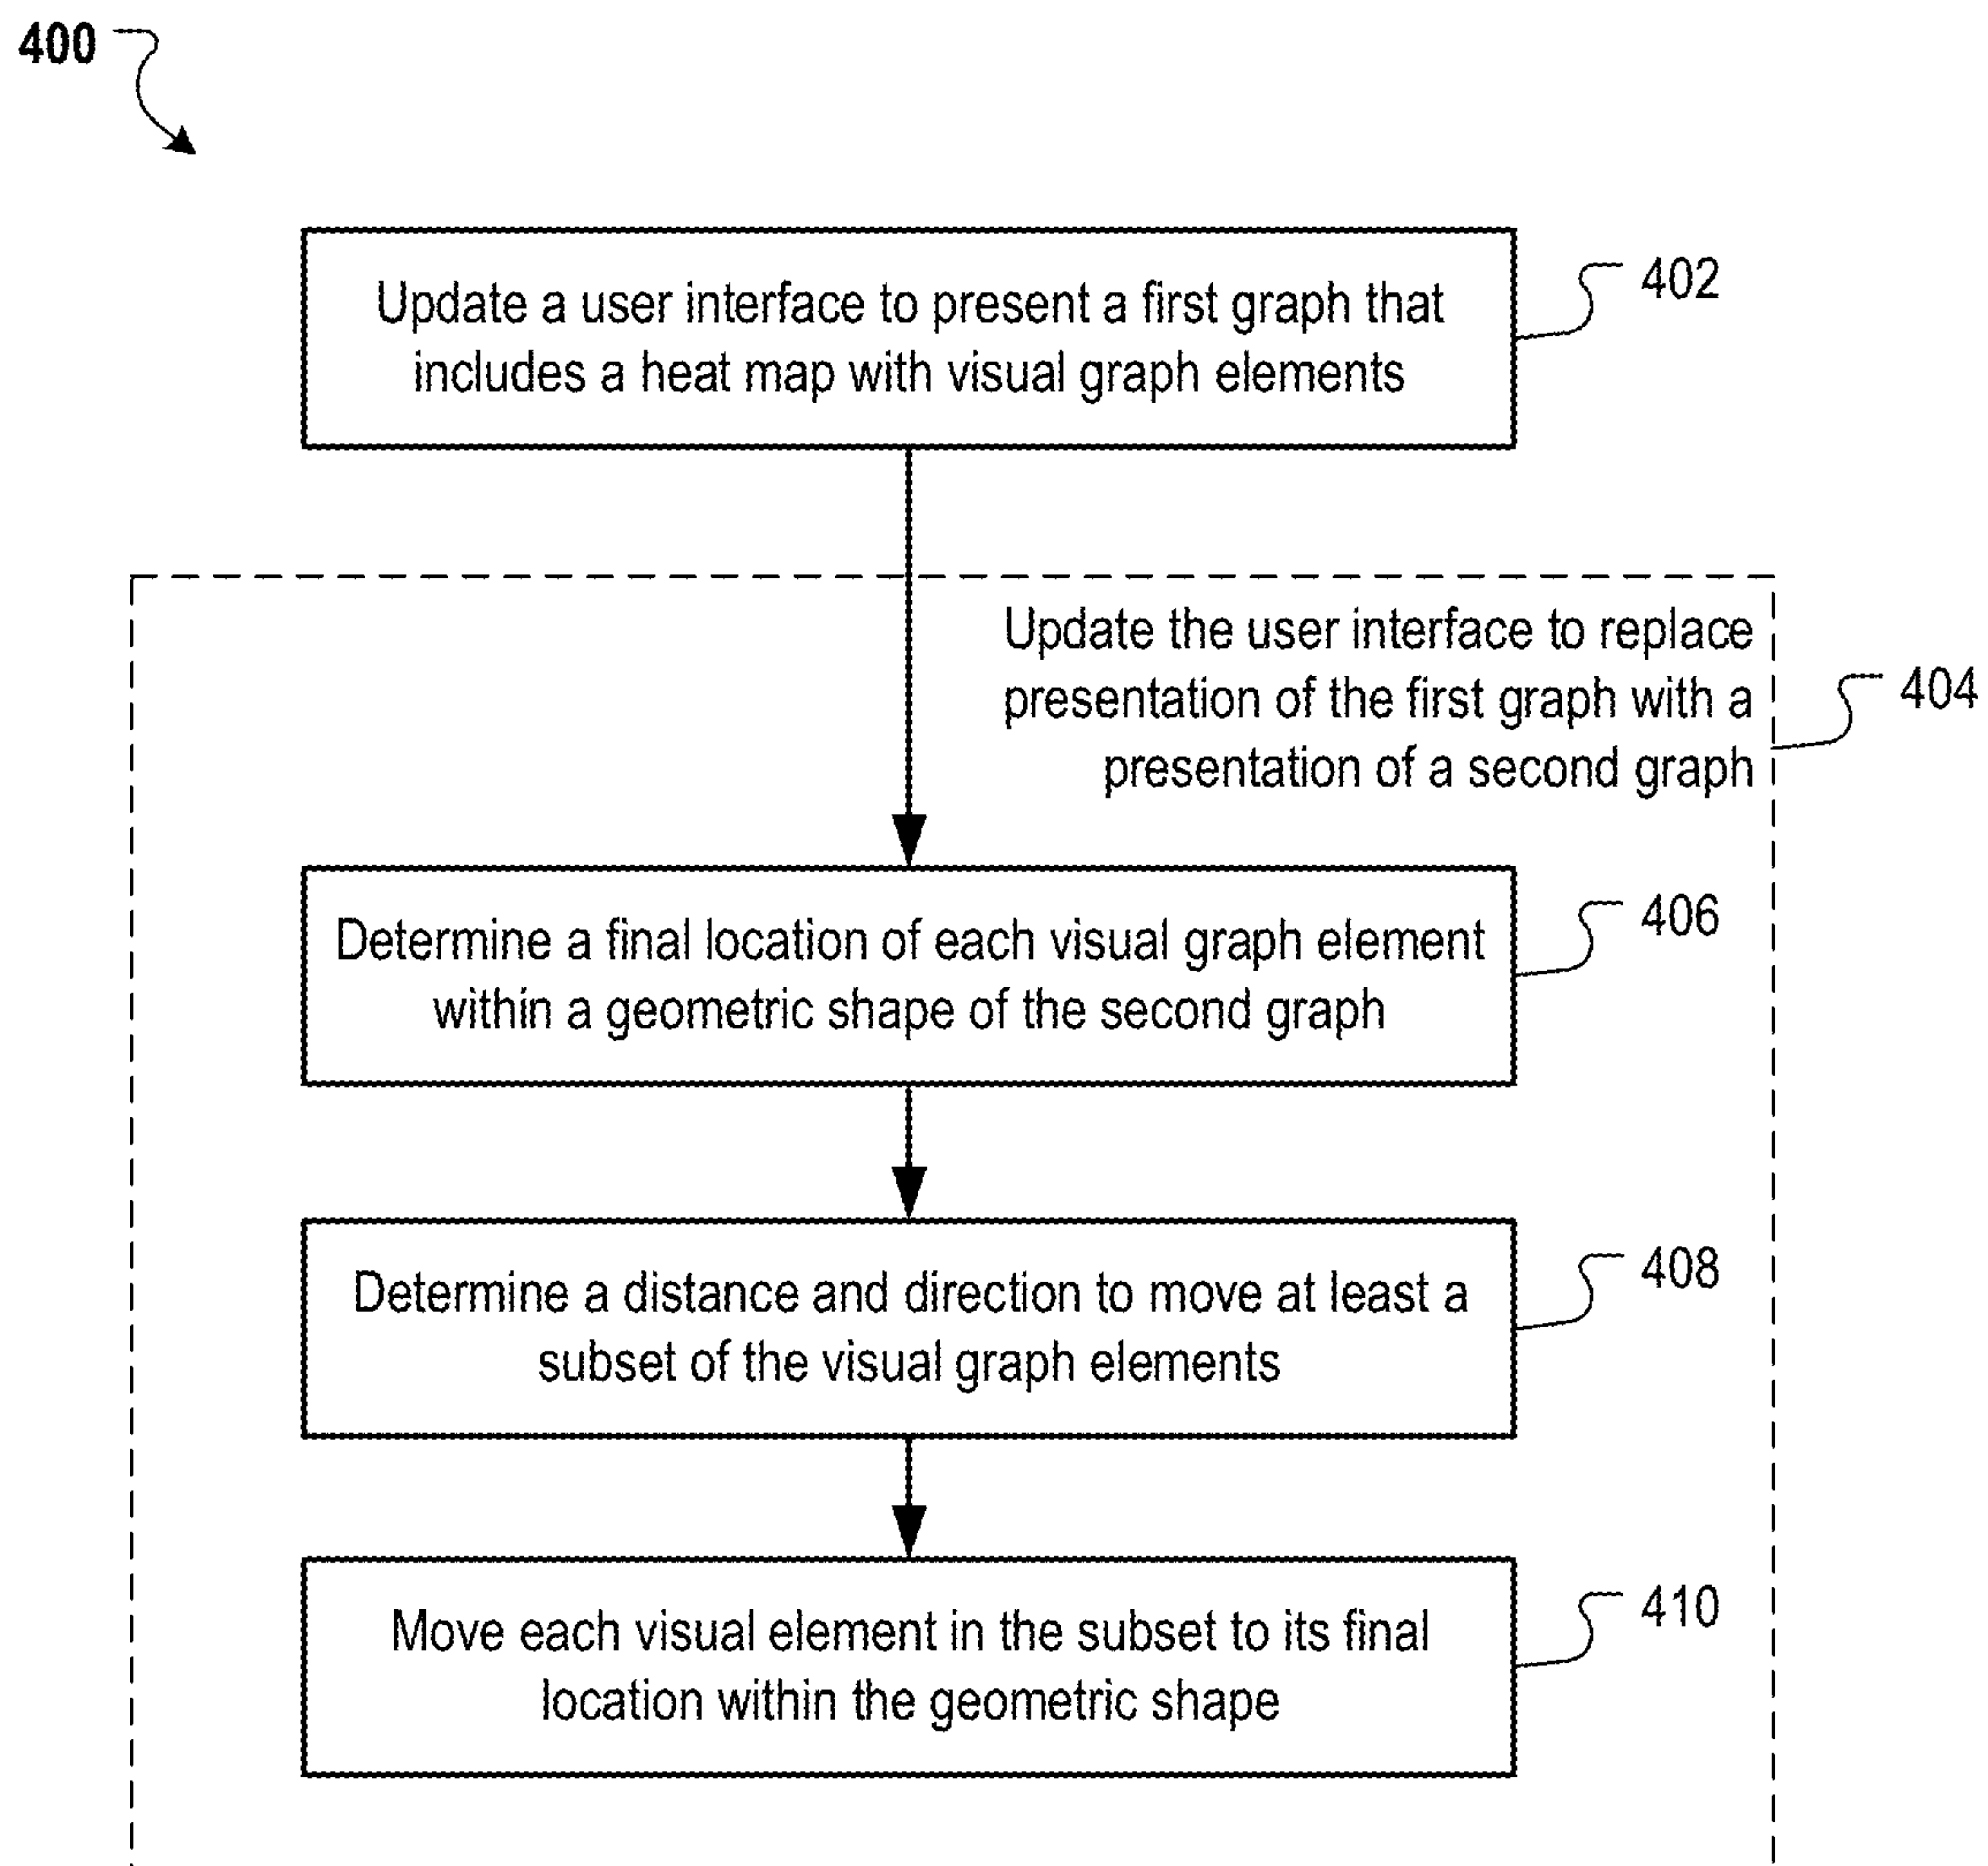 400
Update a user interface to present a first graph that
includes a heat map with visual graph elements
402
Update the user interface to replace
presentation of the first graph with a
presentation of a second graph
404
Determine a final location of each visual graph element
within a geometric shape of the second graph
406
Determine a distance and direction to move at least a
subset of the visual graph elements
408
Move each visual element in the subset to its final
location within the geometric shape
410